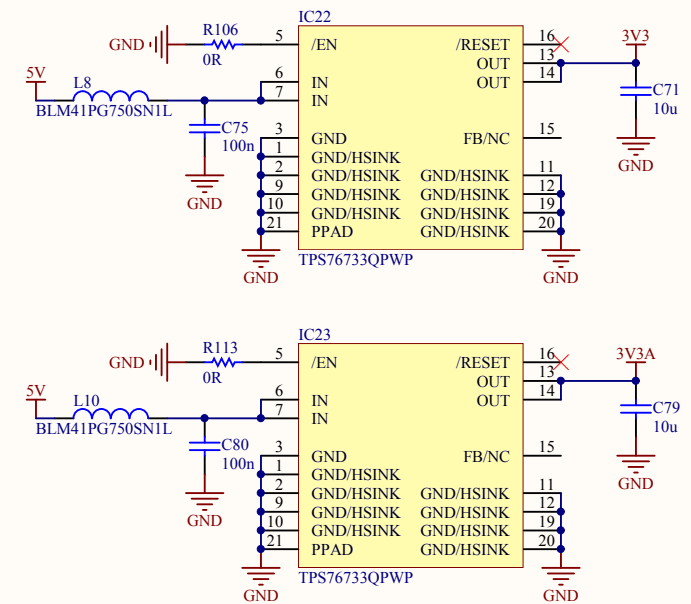 IC22
R106
GND
0R
5 /EN
/RESET 16
3V3
5V
L8
BLM41PG750SN1L
6 IN
7 IN
OUT 13
OUT 14
C71
10u
GND
C75
100n
GND
3 GND
FB/NC 15
1 GND/HSINK
2 GND/HSINK
GND/HSINK 11
9 GND/HSINK
GND/HSINK 12
10 GND/HSINK
GND/HSINK 19
21 PPAD
GND/HSINK 20
TPS76733QPWP
GND
GND
IC23
R113
GND
0R
5 /EN
/RESET 16
3V3A
5V
L10
BLM41PG750SN1L
6 IN
7 IN
OUT 13
OUT 14
C79
10u
GND
C80
100n
GND
3 GND
FB/NC 15
1 GND/HSINK
2 GND/HSINK
GND/HSINK 11
9 GND/HSINK
GND/HSINK 12
10 GND/HSINK
GND/HSINK 19
21 PPAD
GND/HSINK 20
TPS76733QPWP
GND
GND